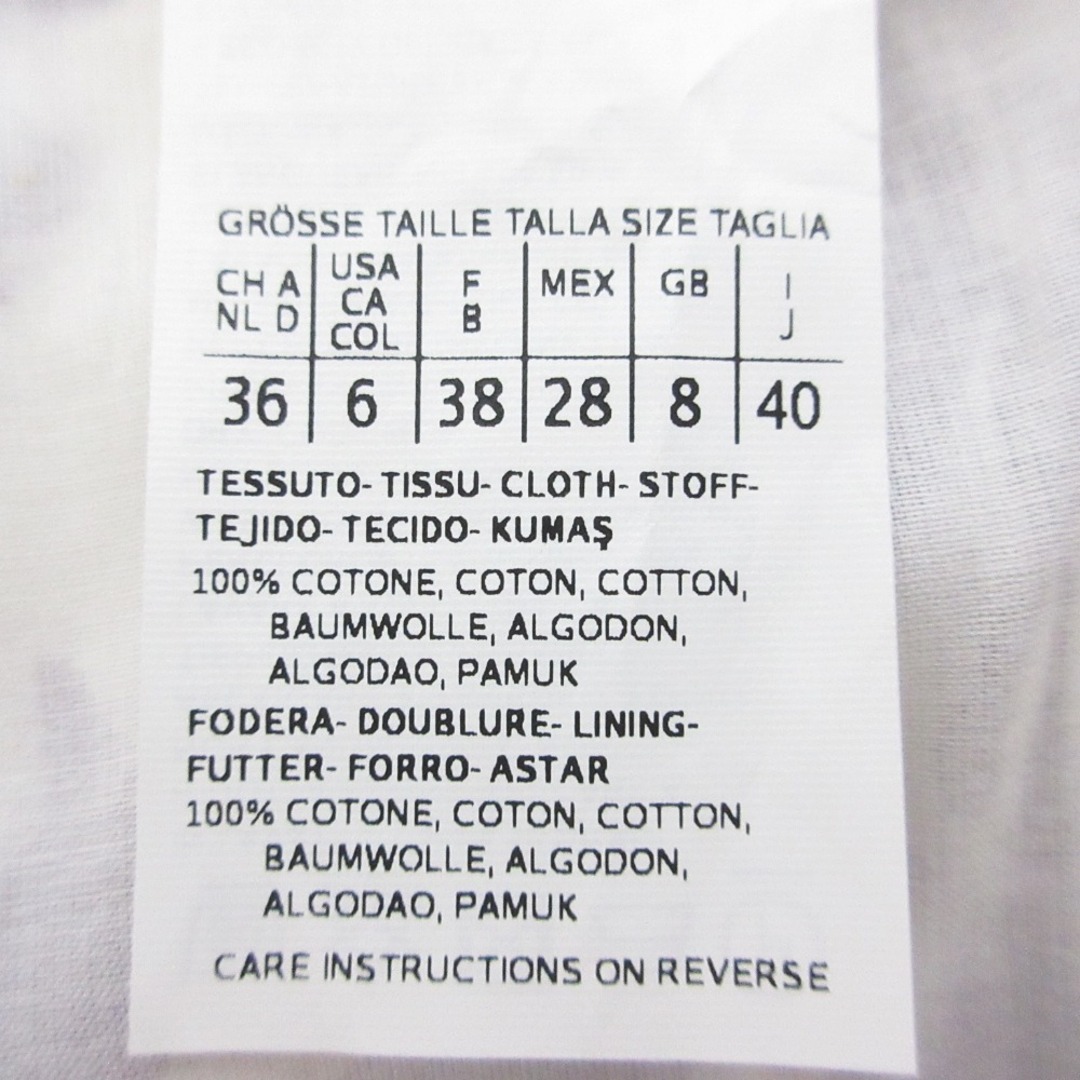 GRÖSSE TAILLE TALLA SIZE TAGLIA
CH A NL D | USA CA COL | F B | MEX | GB | I J
36 | 6 | 38 | 28 | 8 | 40
TESSUTO- TISSU- CLOTH- STOFF-
TEJIDO- TECIDO- KUMAŞ
100% COTONE, COTON, COTTON,
BAUMWOLLE, ALGODON,
ALGODAO, PAMUK
FODERA- DOUBLURE- LINING-
FUTTER- FORRO- ASTAR
100% COTONE, COTON, COTTON,
BAUMWOLLE, ALGODON,
ALGODAO, PAMUK
CARE INSTRUCTIONS ON REVERSE